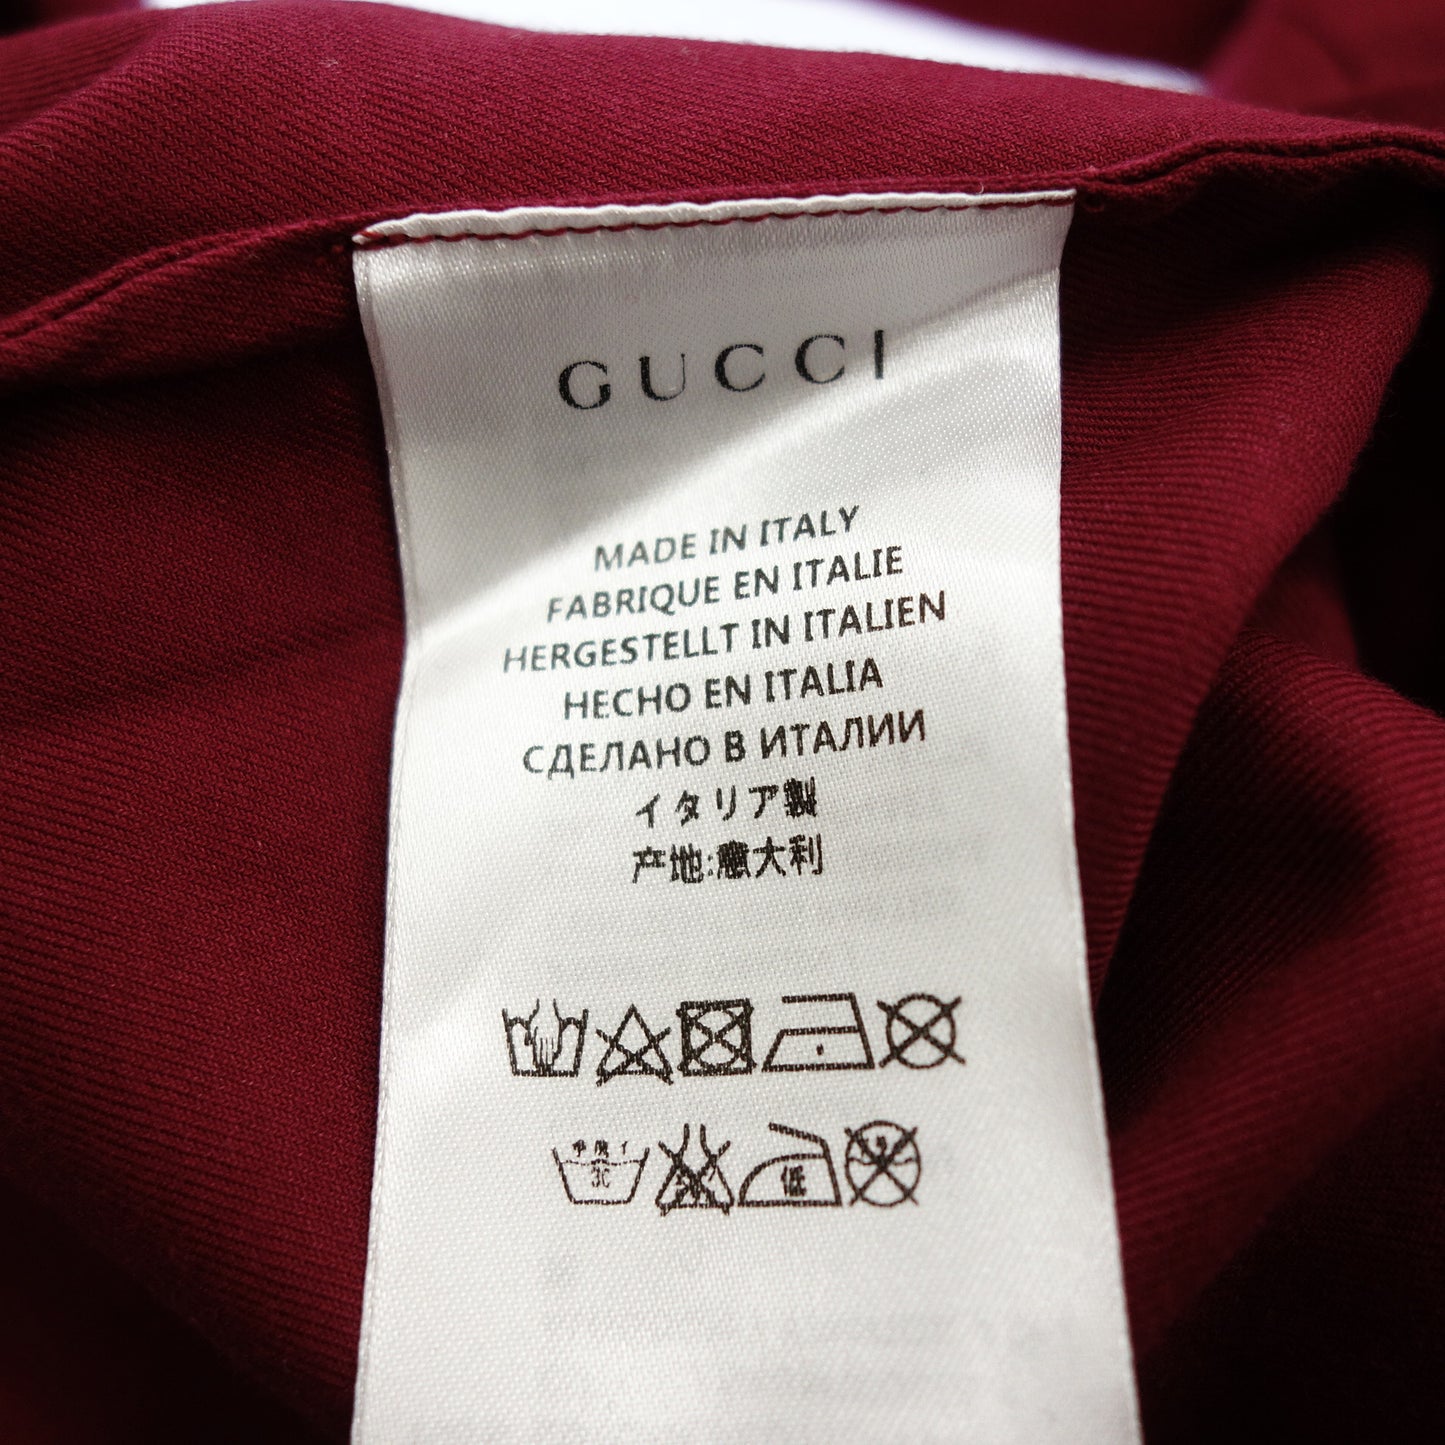 GUCCI
MADE IN ITALY
FABRIQUE EN ITALIE
HERGESTELLT IN ITALIEN
HECHO EN ITALIA
СДЕЛАНО В ИТАЛИИ
イタリア製
产地:意大利
低